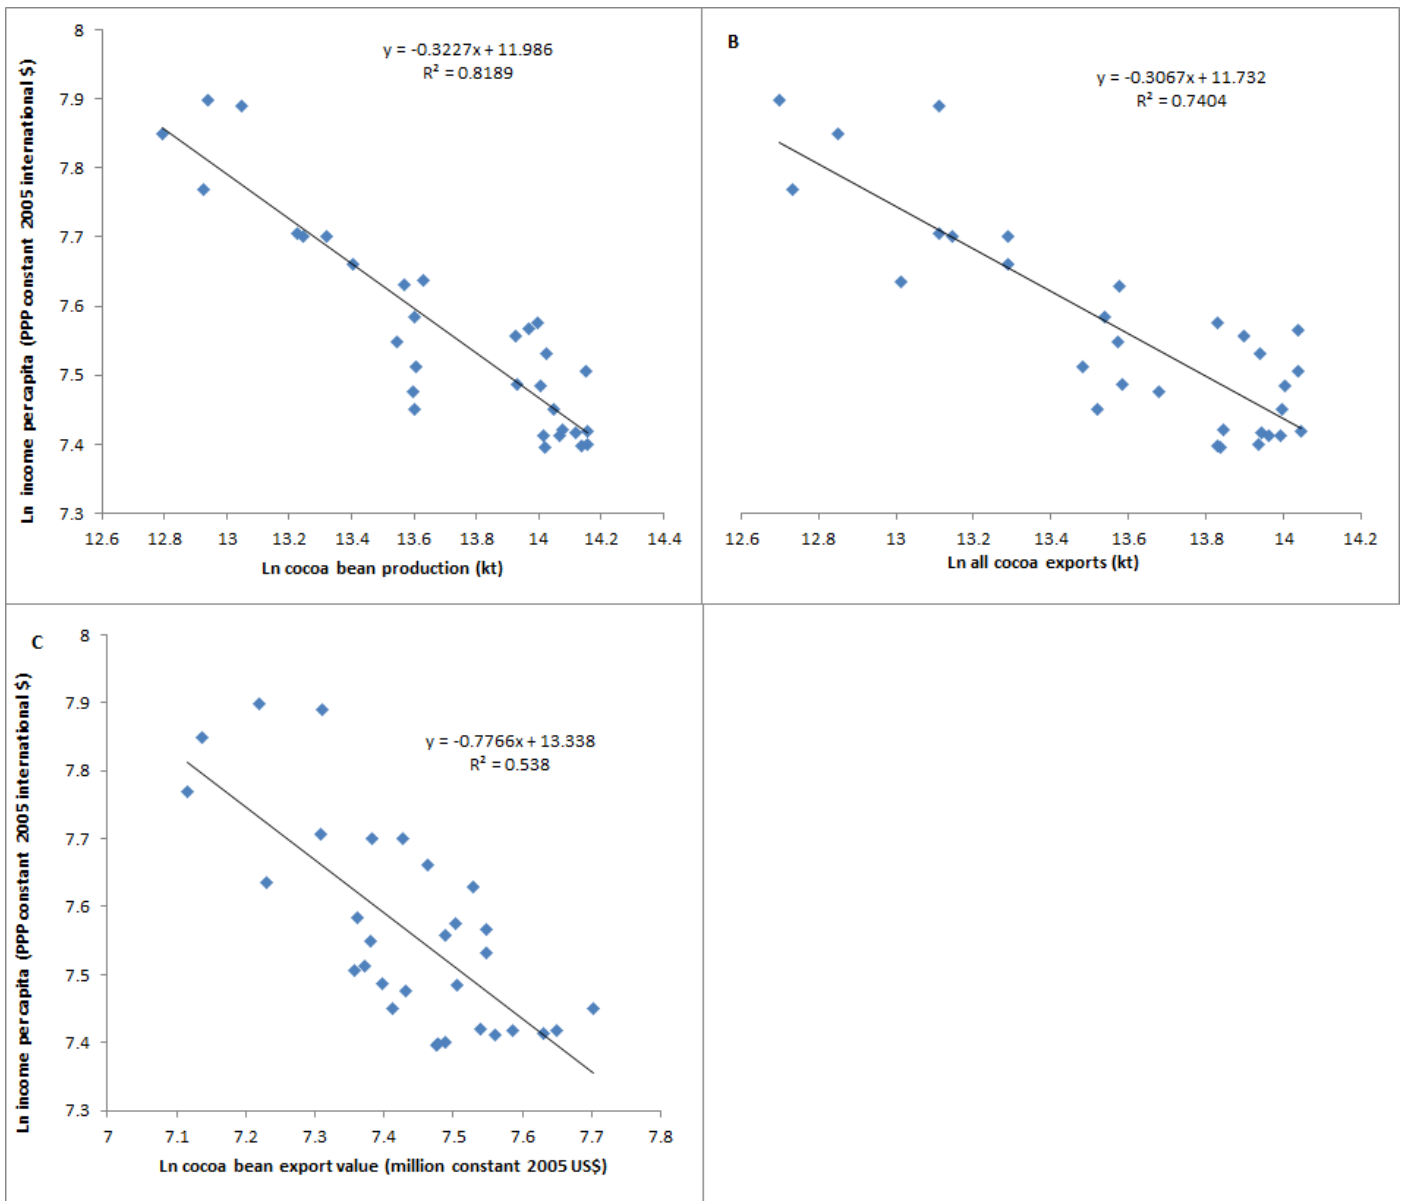 y = -0.3227x + 11.986
R² = 0.8189
Ln income per capita (PPP constant 2005 international $)
8
7.9
7.8
7.7
7.6
7.5
7.4
7.3
12.6 12.8 13 13.2 13.4 13.6 13.8 14 14.2 14.4
Ln cocoa bean production (kt)
B
y = -0.3067x + 11.732
R² = 0.7404
12.6 12.8 13 13.2 13.4 13.6 13.8 14 14.2
Ln all cocoa exports (kt)
C
y = -0.7766x + 13.338
R² = 0.538
Ln income per capita (PPP constant 2005 international $)
8
7.9
7.8
7.7
7.6
7.5
7.4
7.3
7 7.1 7.2 7.3 7.4 7.5 7.6 7.7 7.8
Ln cocoa bean export value (million constant 2005 US$)